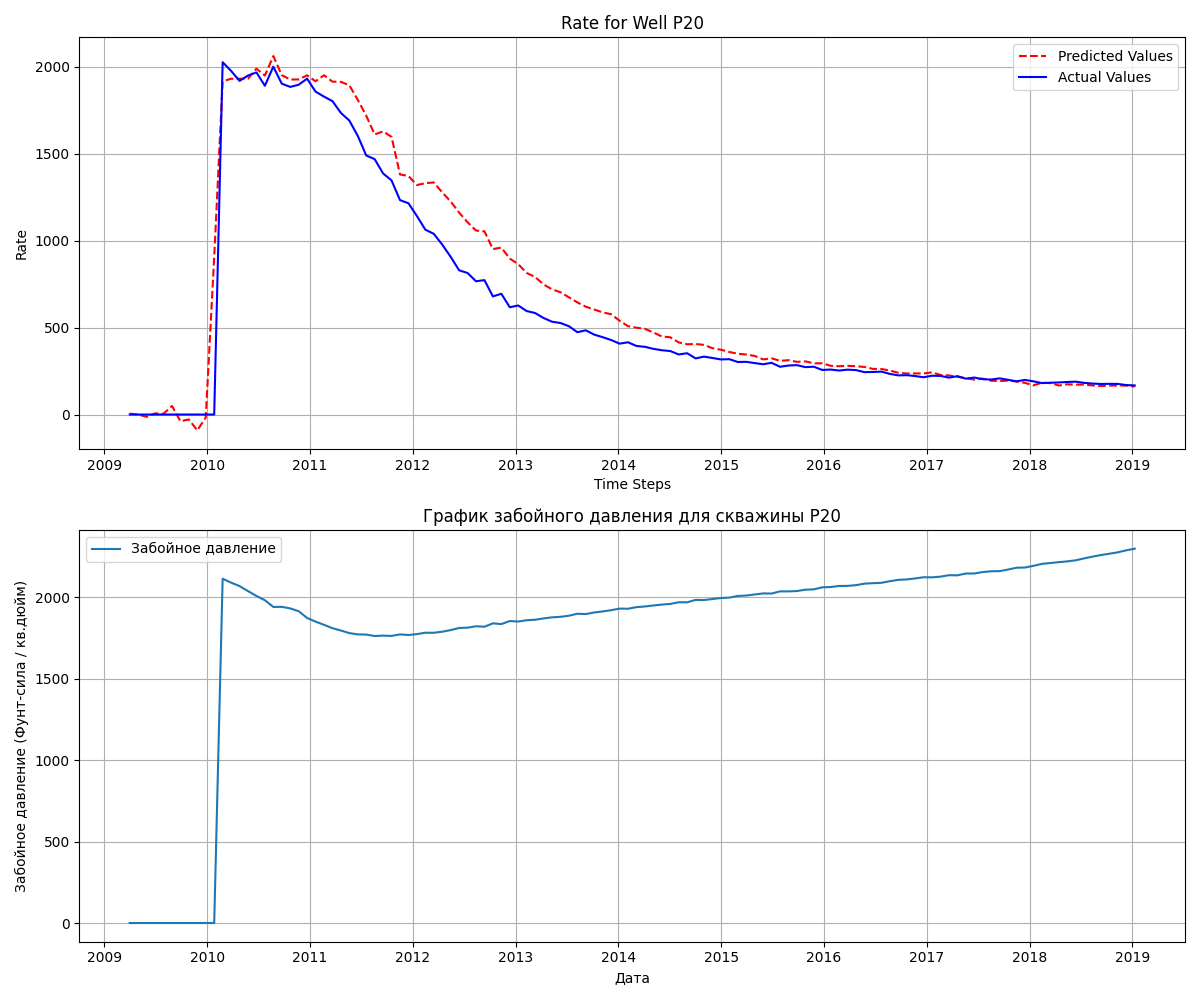 Rate for Well P20
Predicted Values
Actual Values
Rate
2000
1500
1000
500
0
2009 2010 2011 2012 2013 2014 2015 2016 2017 2018 2019
Time Steps
График забойного давления для скважины P20
Забойное давление
Забойное давление (Фунт-сила / кв.дюйм)
2000
1500
1000
500
0
2009 2010 2011 2012 2013 2014 2015 2016 2017 2018 2019
Дата